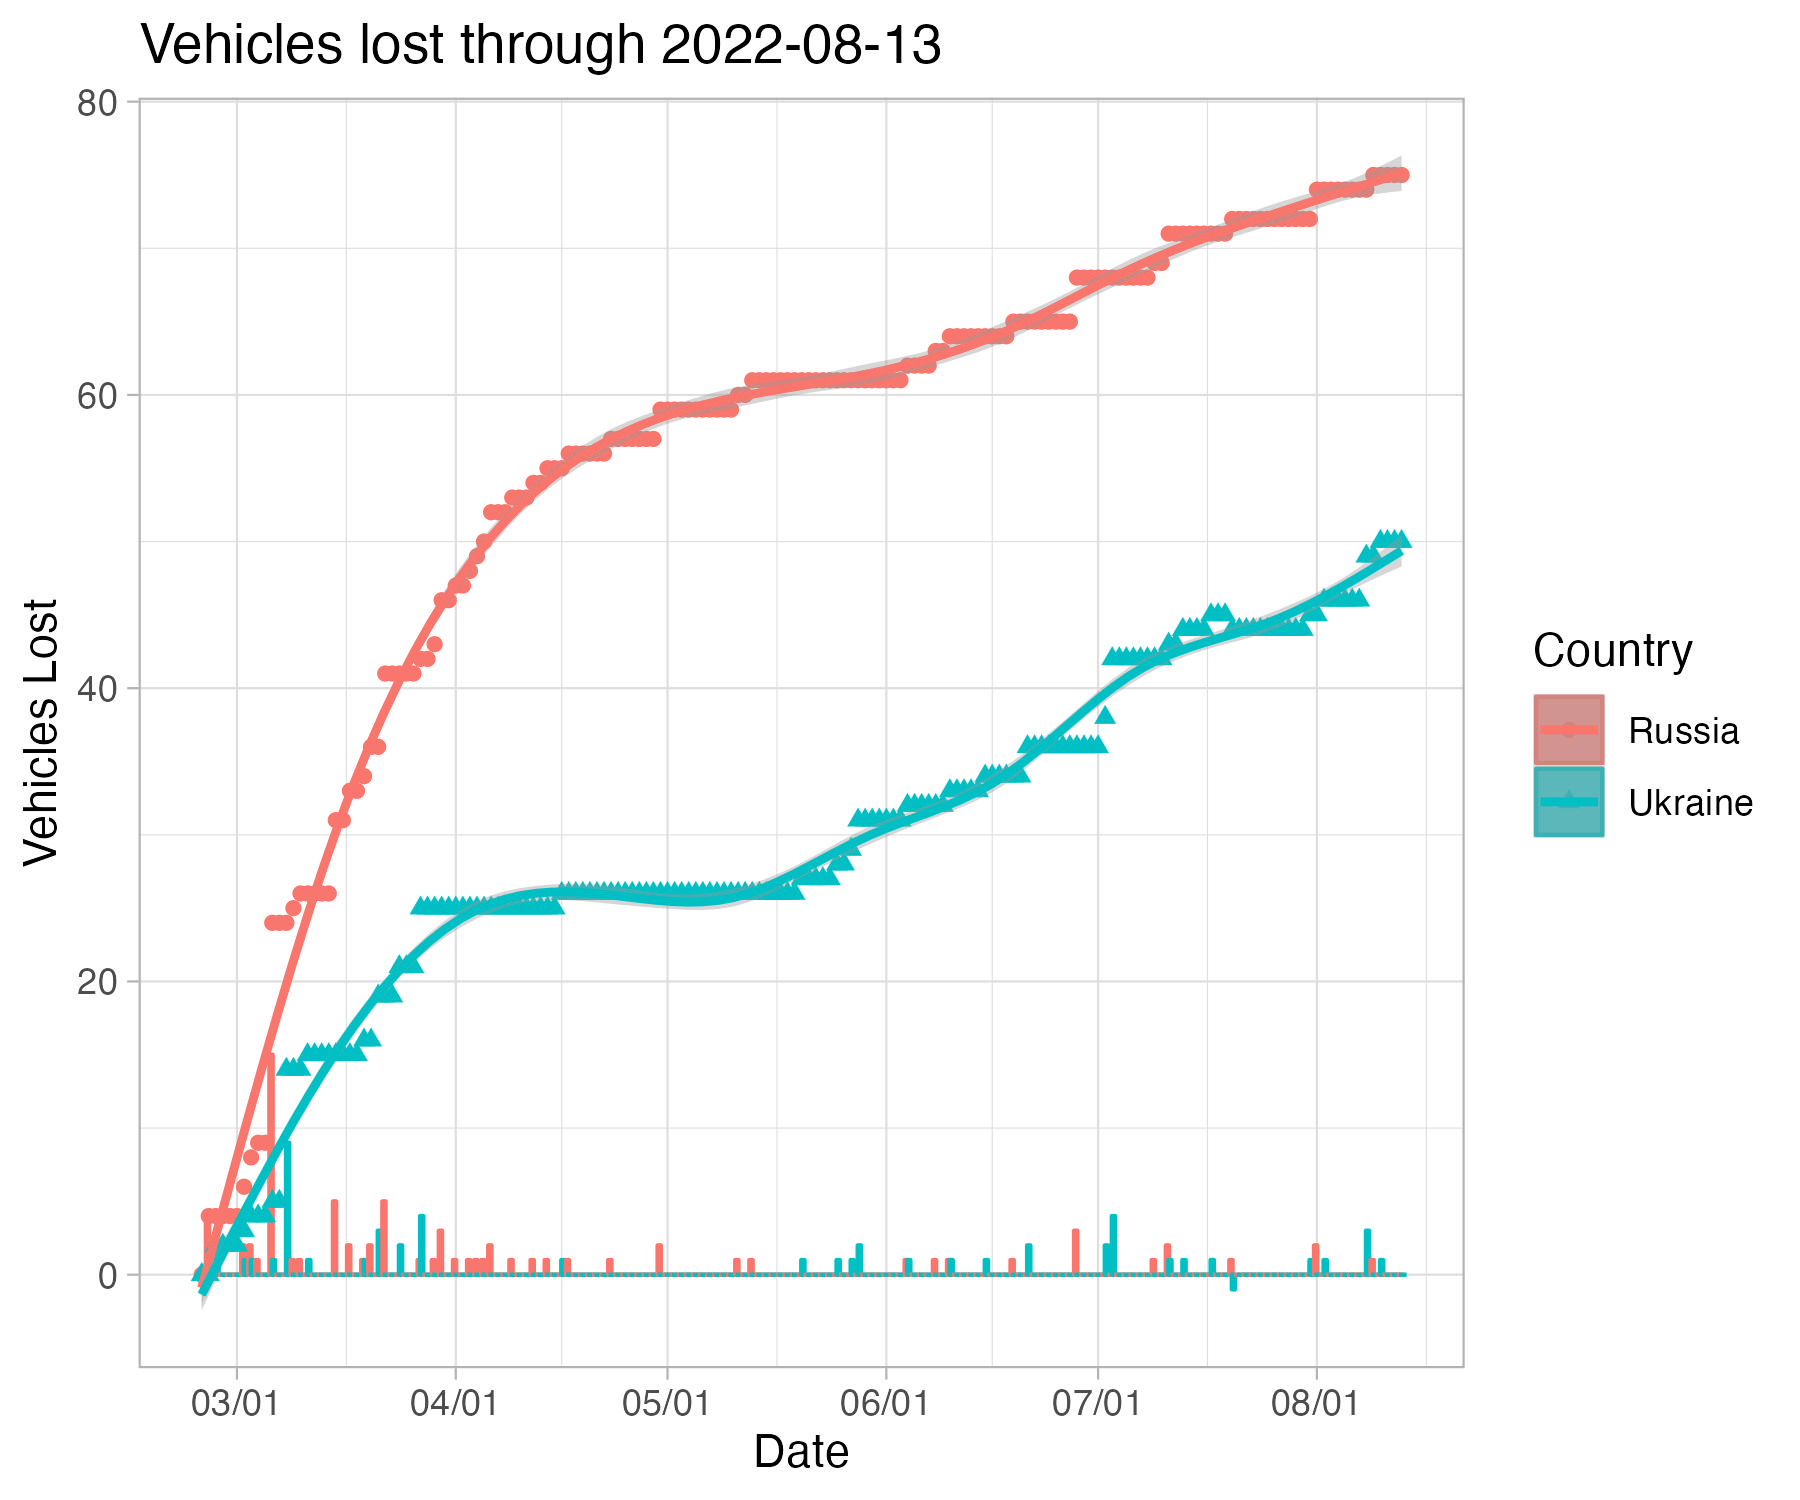 Vehicles lost through 2022-08-13
80
60
40
20
0
Vehicles Lost
03/01 04/01 05/01 06/01 07/01 08/01
Date
Country
Russia
Ukraine